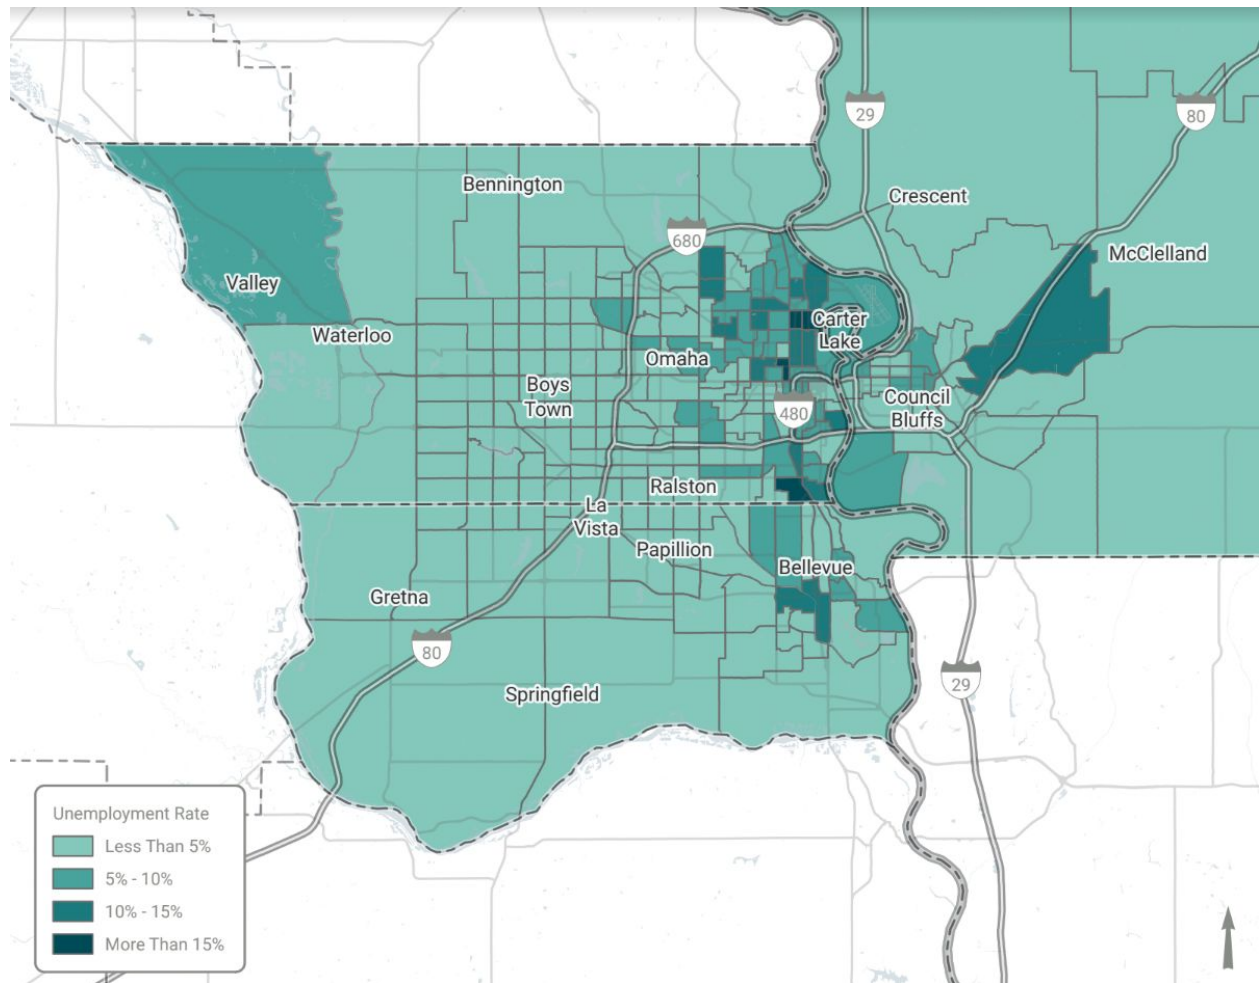 29
80
Bennington
Crescent
680
McClelland
Valley
Waterloo
Carter
Lake
Omaha
Boys
Town
480
Council
Bluffs
Ralston
La
Vista
Papillion
Bellevue
Gretna
80
29
Springfield
Unemployment Rate
Less Than 5%
5% - 10%
10% - 15%
More Than 15%